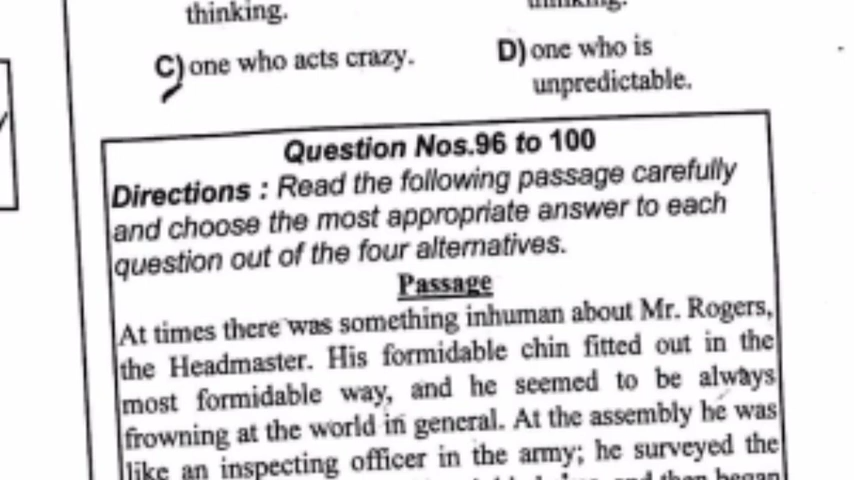 thinking.
thinking.
C) one who acts crazy.
D) one who is
unpredictable.
Question Nos.96 to 100
Directions : Read the following passage carefully
and choose the most appropriate answer to each
question out of the four alternatives.
Passage
At times there was something inhuman about Mr. Rogers,
the Headmaster. His formidable chin fitted out in the
most formidable way, and he seemed to be always
frowning at the world in general. At the assembly he was
like an inspecting officer in the army; he surveyed the
and then began